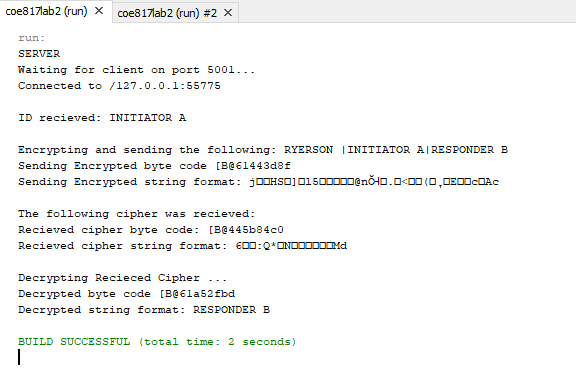 coe817lab2 (run) × coe817lab2 (run) #2 ×
run:
SERVER
Waiting for client on port 5001...
Connected to /127.0.0.1:55775
ID recieved: INITIATOR A
Encrypting and sending the following: RYERSON |INITIATOR A|RESPONDER B
Sending Encrypted byte code [B@61443d8f
Sending Encrypted string format:
The following cipher was recieved:
Recieved cipher byte code: [B@445b84c0
Recieved cipher string format: 6□□:Q*□N□□□□□□Md
Decrypting Recieced Cipher ...
Decrypted byte code [B@61a52fbd
Decrypted string format: RESPONDER B
BUILD SUCCESSFUL (total time: 2 seconds)